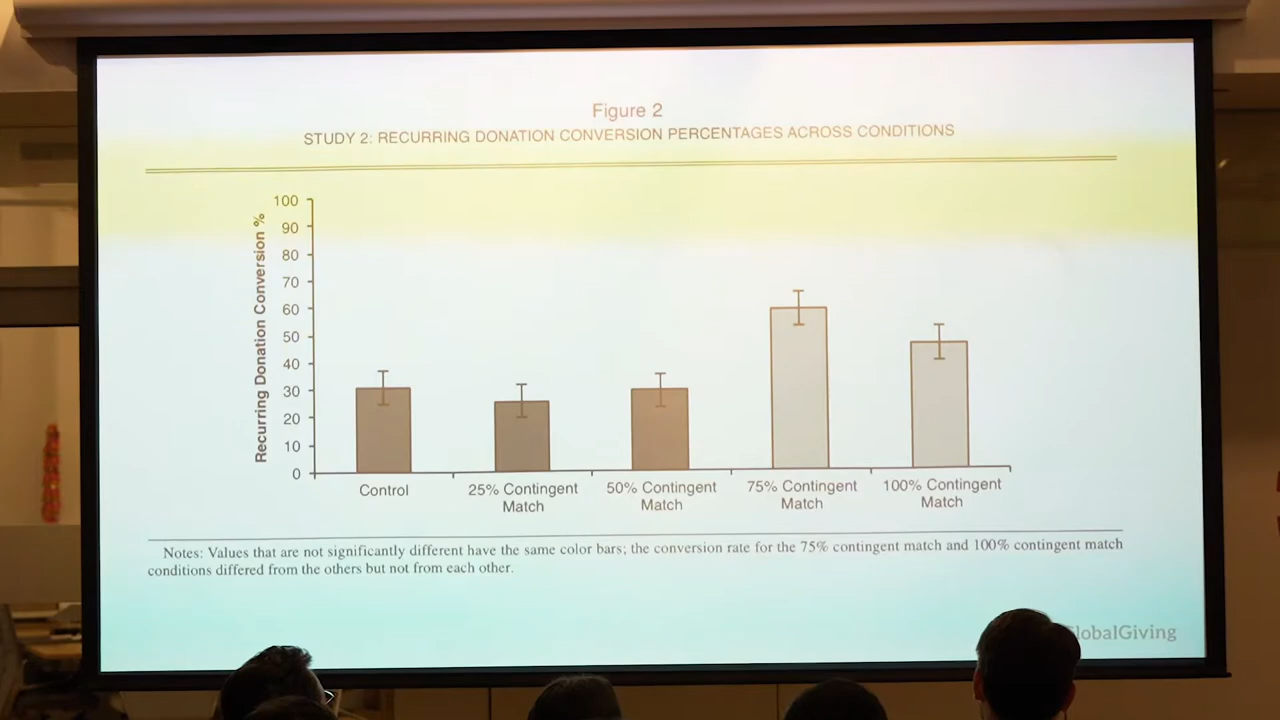 Figure 2
STUDY 2: RECURRING DONATION CONVERSION PERCENTAGES ACROSS CONDITIONS
Recurring Donation Conversion %
100
90
80
70
60
50
40
30
20
10
0
Control
25% Contingent
Match
50% Contingent
Match
75% Contingent
Match
100% Contingent
Match
Notes: Values that are not significantly different have the same color bars; the conversion rate for the 75% contingent match and 100% contingent match
conditions differed from the others but not from each other.
lobalGiving